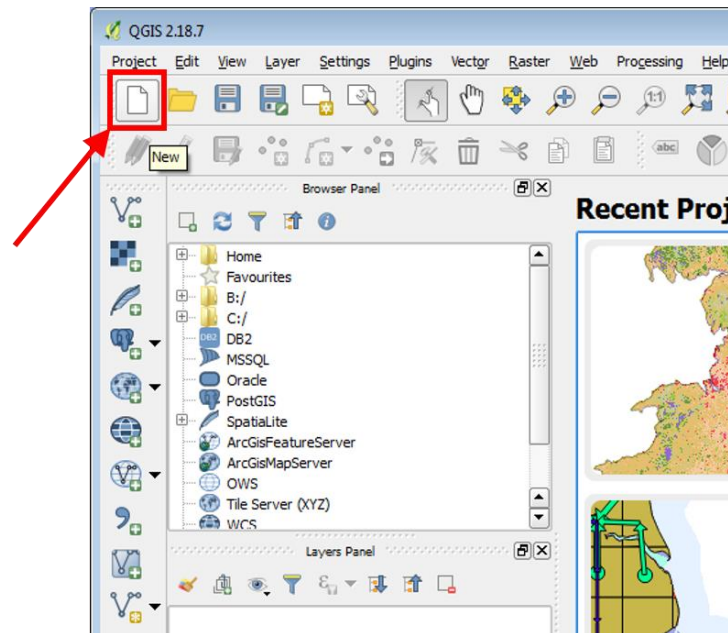 QGIS 2.18.7
Project Edit View Layer Settings Plugins Vector Raster Web Processing Help
1:1
New
abc
Browser Panel
Recent Proj
Home
Favourites
B:/
C:/
DB2 DB2
MSSQL
Oracle
PostGIS
SpatiaLite
ArcGisFeatureServer
ArcGisMapServer
OWS
Tile Server (XYZ)
WCS
Layers Panel